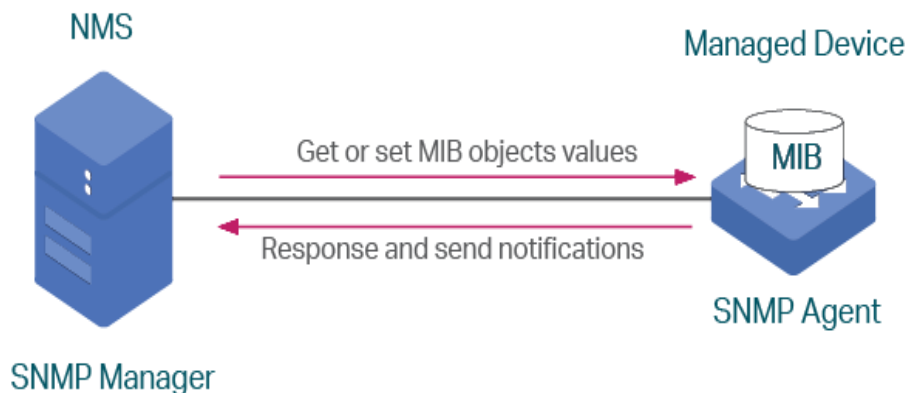 NMS
Managed Device
Get or set MIB objects values
MIB
Response and send notifications
SNMP Agent
SNMP Manager